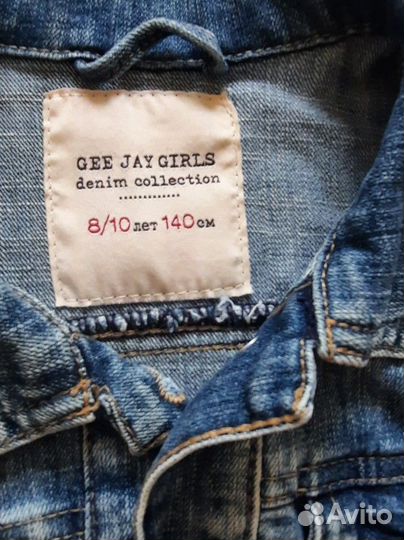 GEE JAY GIRLS
denim collection
8/10 лет 140 см
Avito